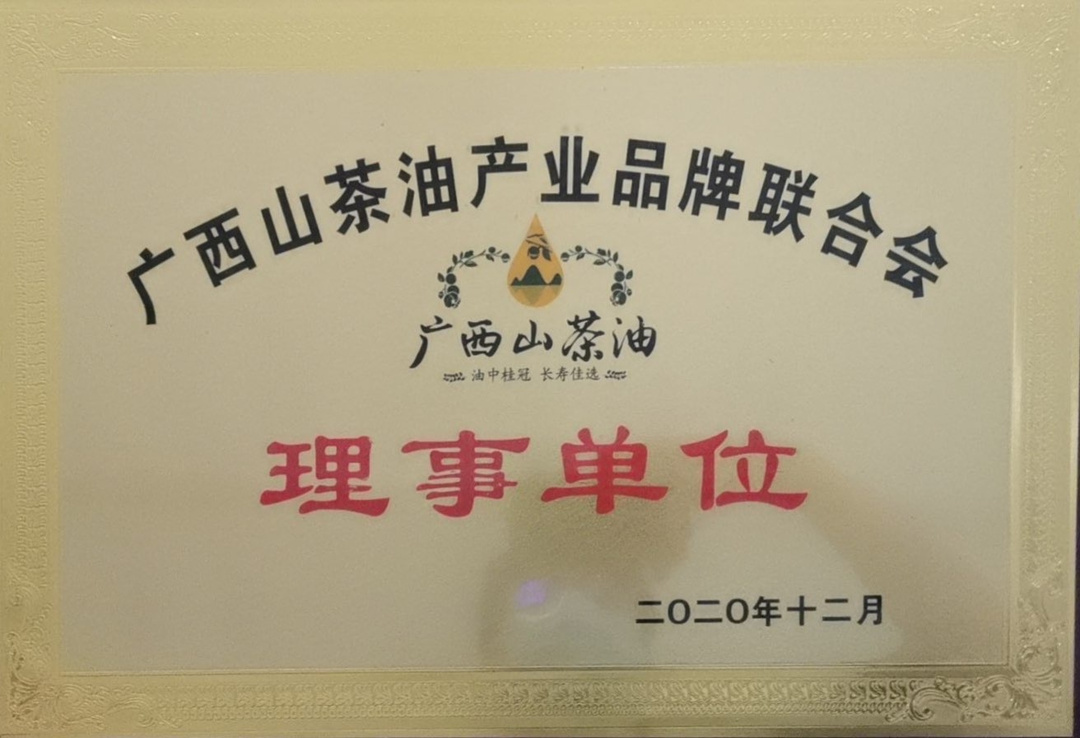 广西山茶油产业品牌联合会
广西山茶油
油中桂冠 长寿佳选
理事单位
二〇二〇年十二月